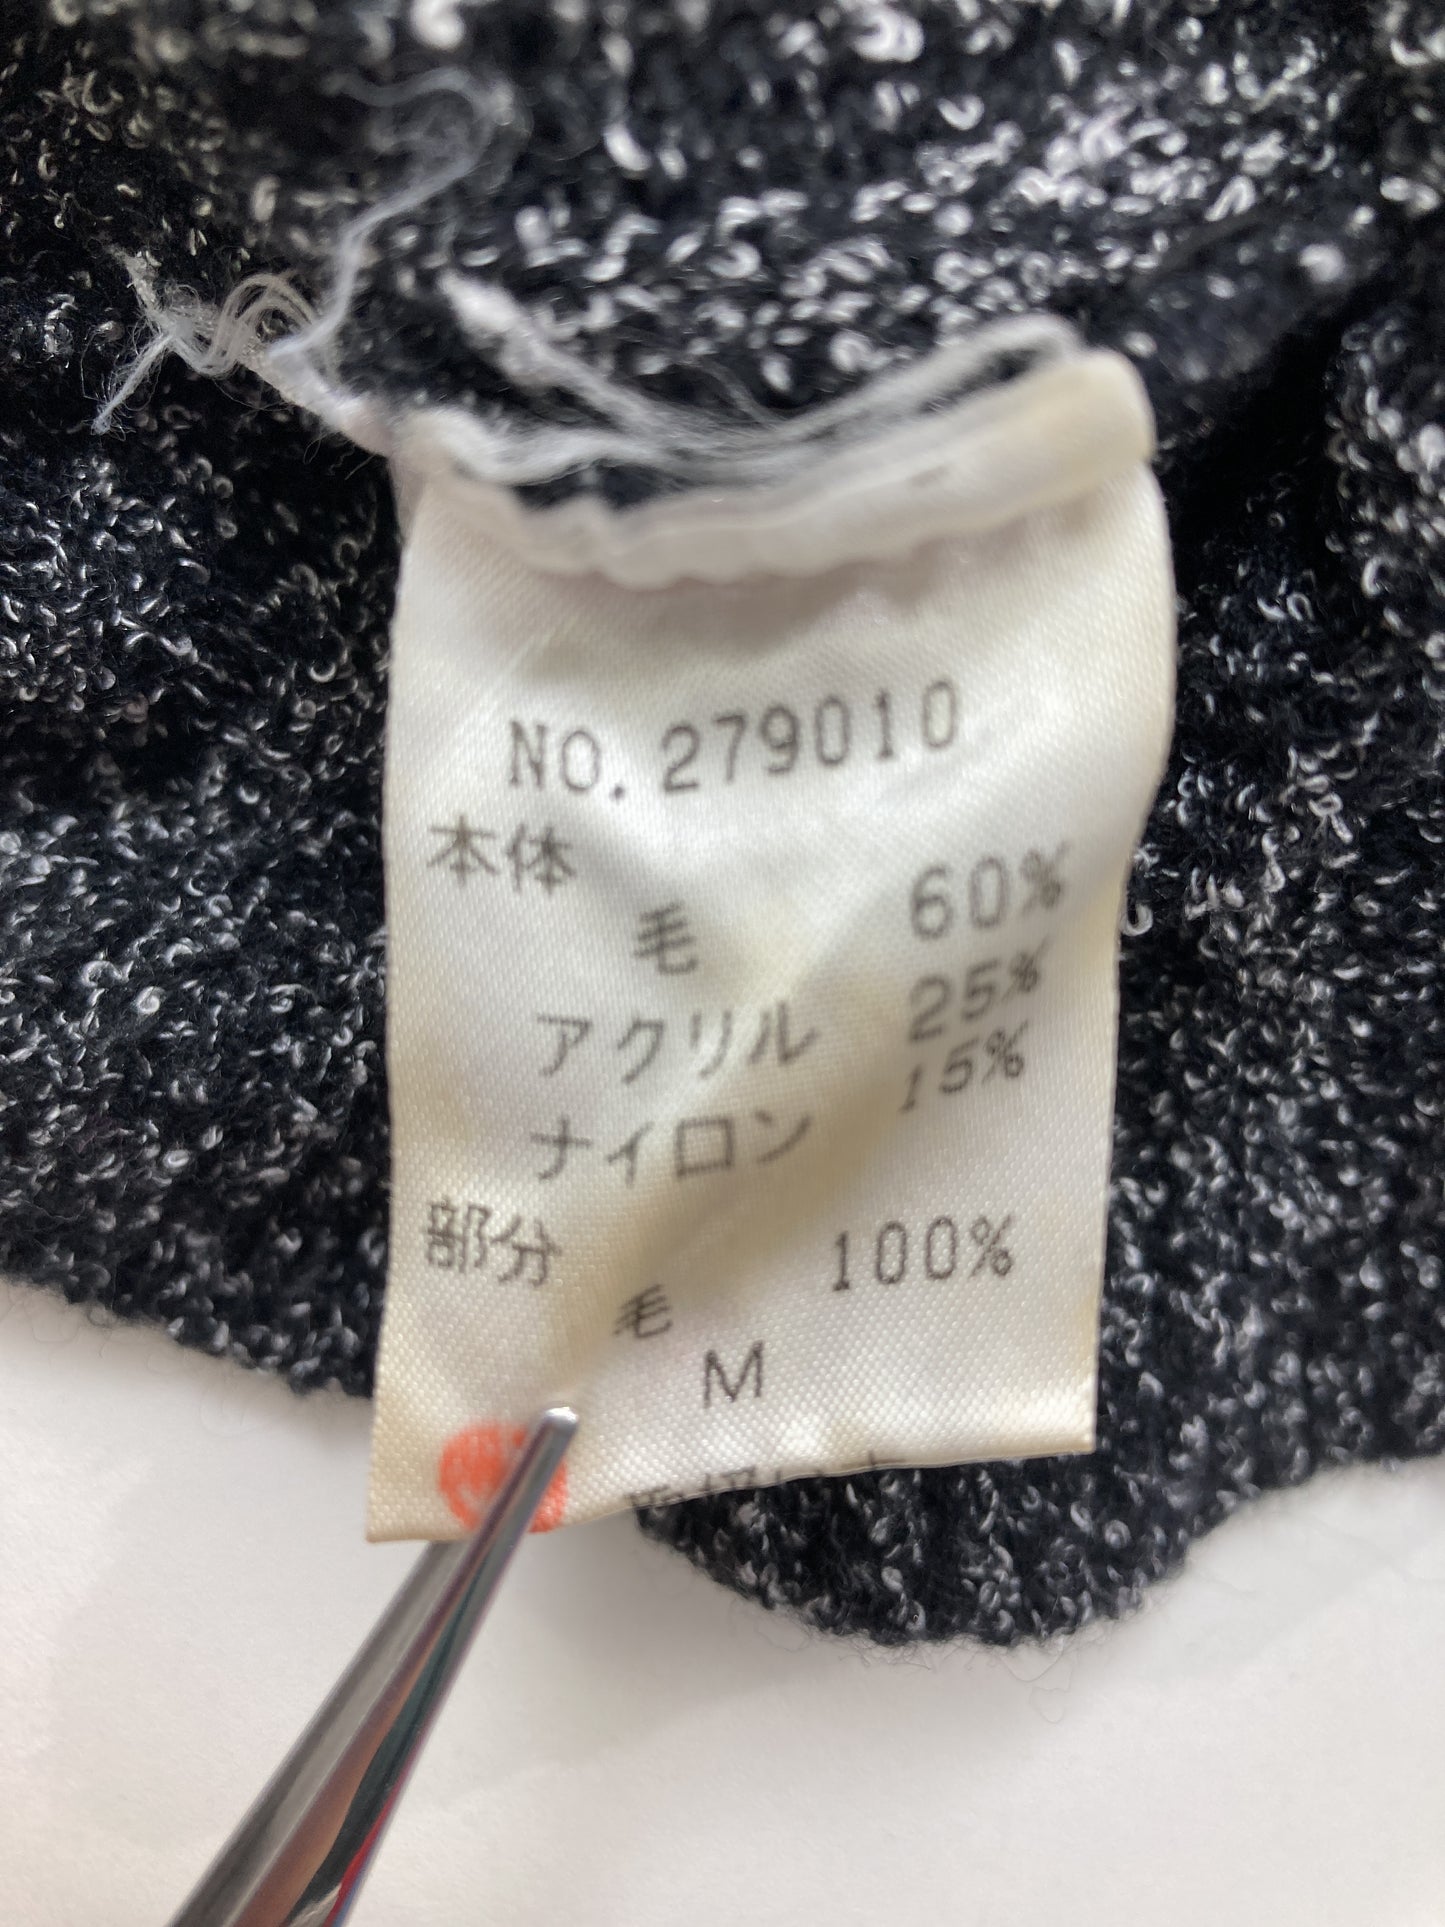 NO.279010
本体
毛 60%
アクリル 25%
ナイロン 15%
部分
毛 100%
M